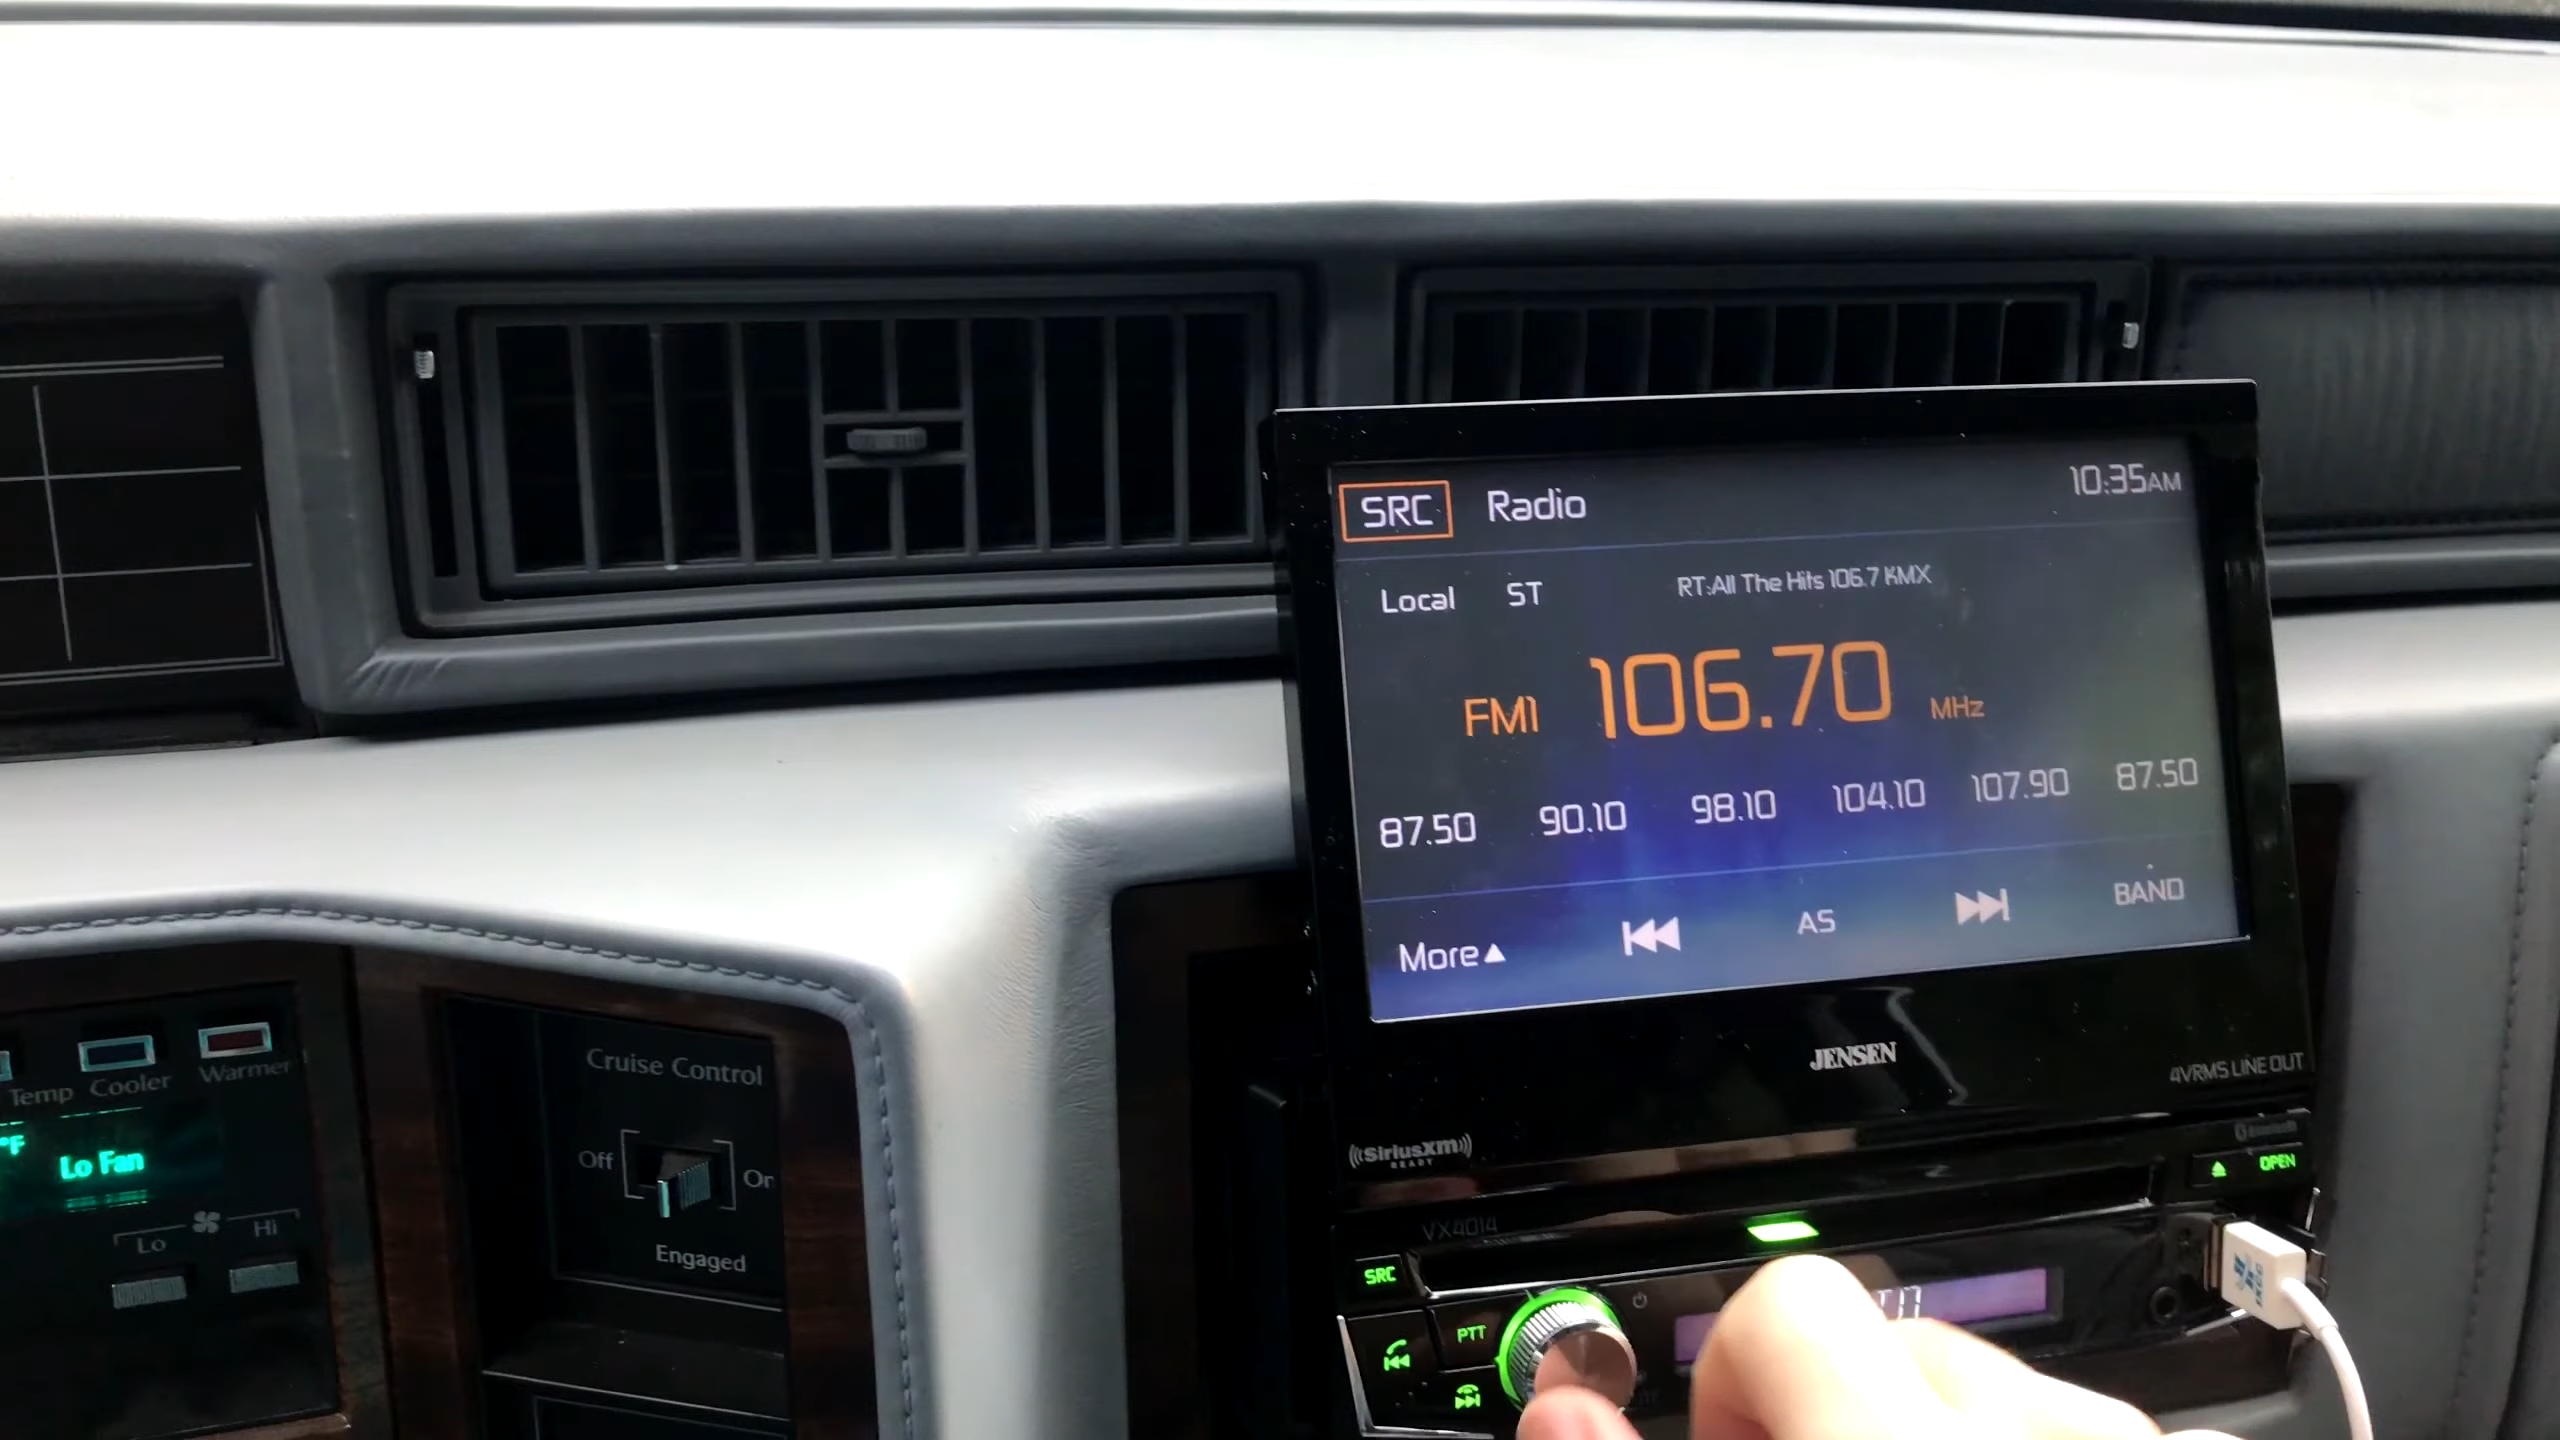 SRC Radio 10:35AM
Local ST RT:All The Hits 106.7 KMX
FM1 106.70 MHz
87.50 90.10 98.10 104.10 107.90 87.50
More AS BAND
JENSEN
4VRMS LINE OUT
((SiriusXM))
READY
Bluetooth
OPEN
VX4014
SRC
PTT
Temp Cooler Warmer
°F Lo Fan
Lo Hi
Cruise Control
Off On
Engaged